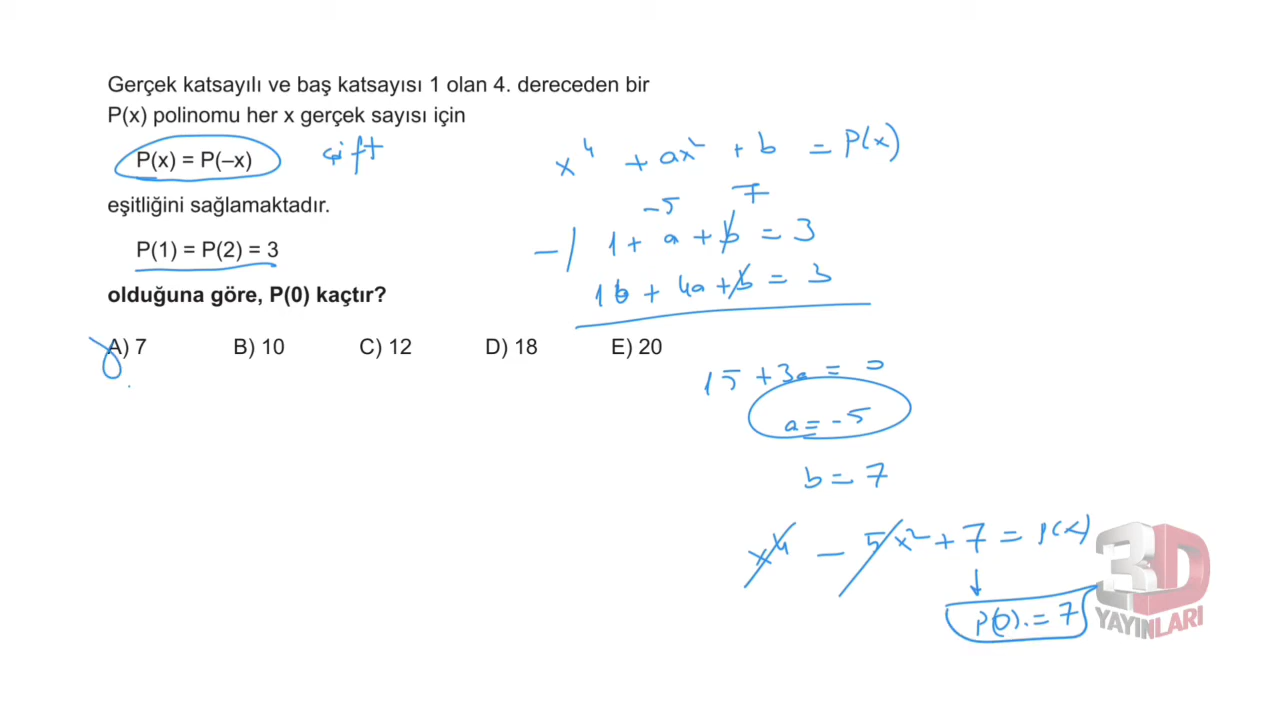 Gerçek katsayılı ve baş katsayısı 1 olan 4. dereceden bir
P(x) polinomu her x gerçek sayısı için
P(x) = P(–x) çift
eşitliğini sağlamaktadır.
P(1) = P(2) = 3
olduğuna göre, P(0) kaçtır?
A) 7 B) 10 C) 12 D) 18 E) 20
x⁴ + ax² + b = P(x)
-5 7
-/ 1 + a + b = 3
16 + 4a + b = 3
15 + 3a = 0
a = -5
b = 7
x⁴ - 5x² + 7 = P(x)
↓
P(0) = 7
3D
YAYINLARI